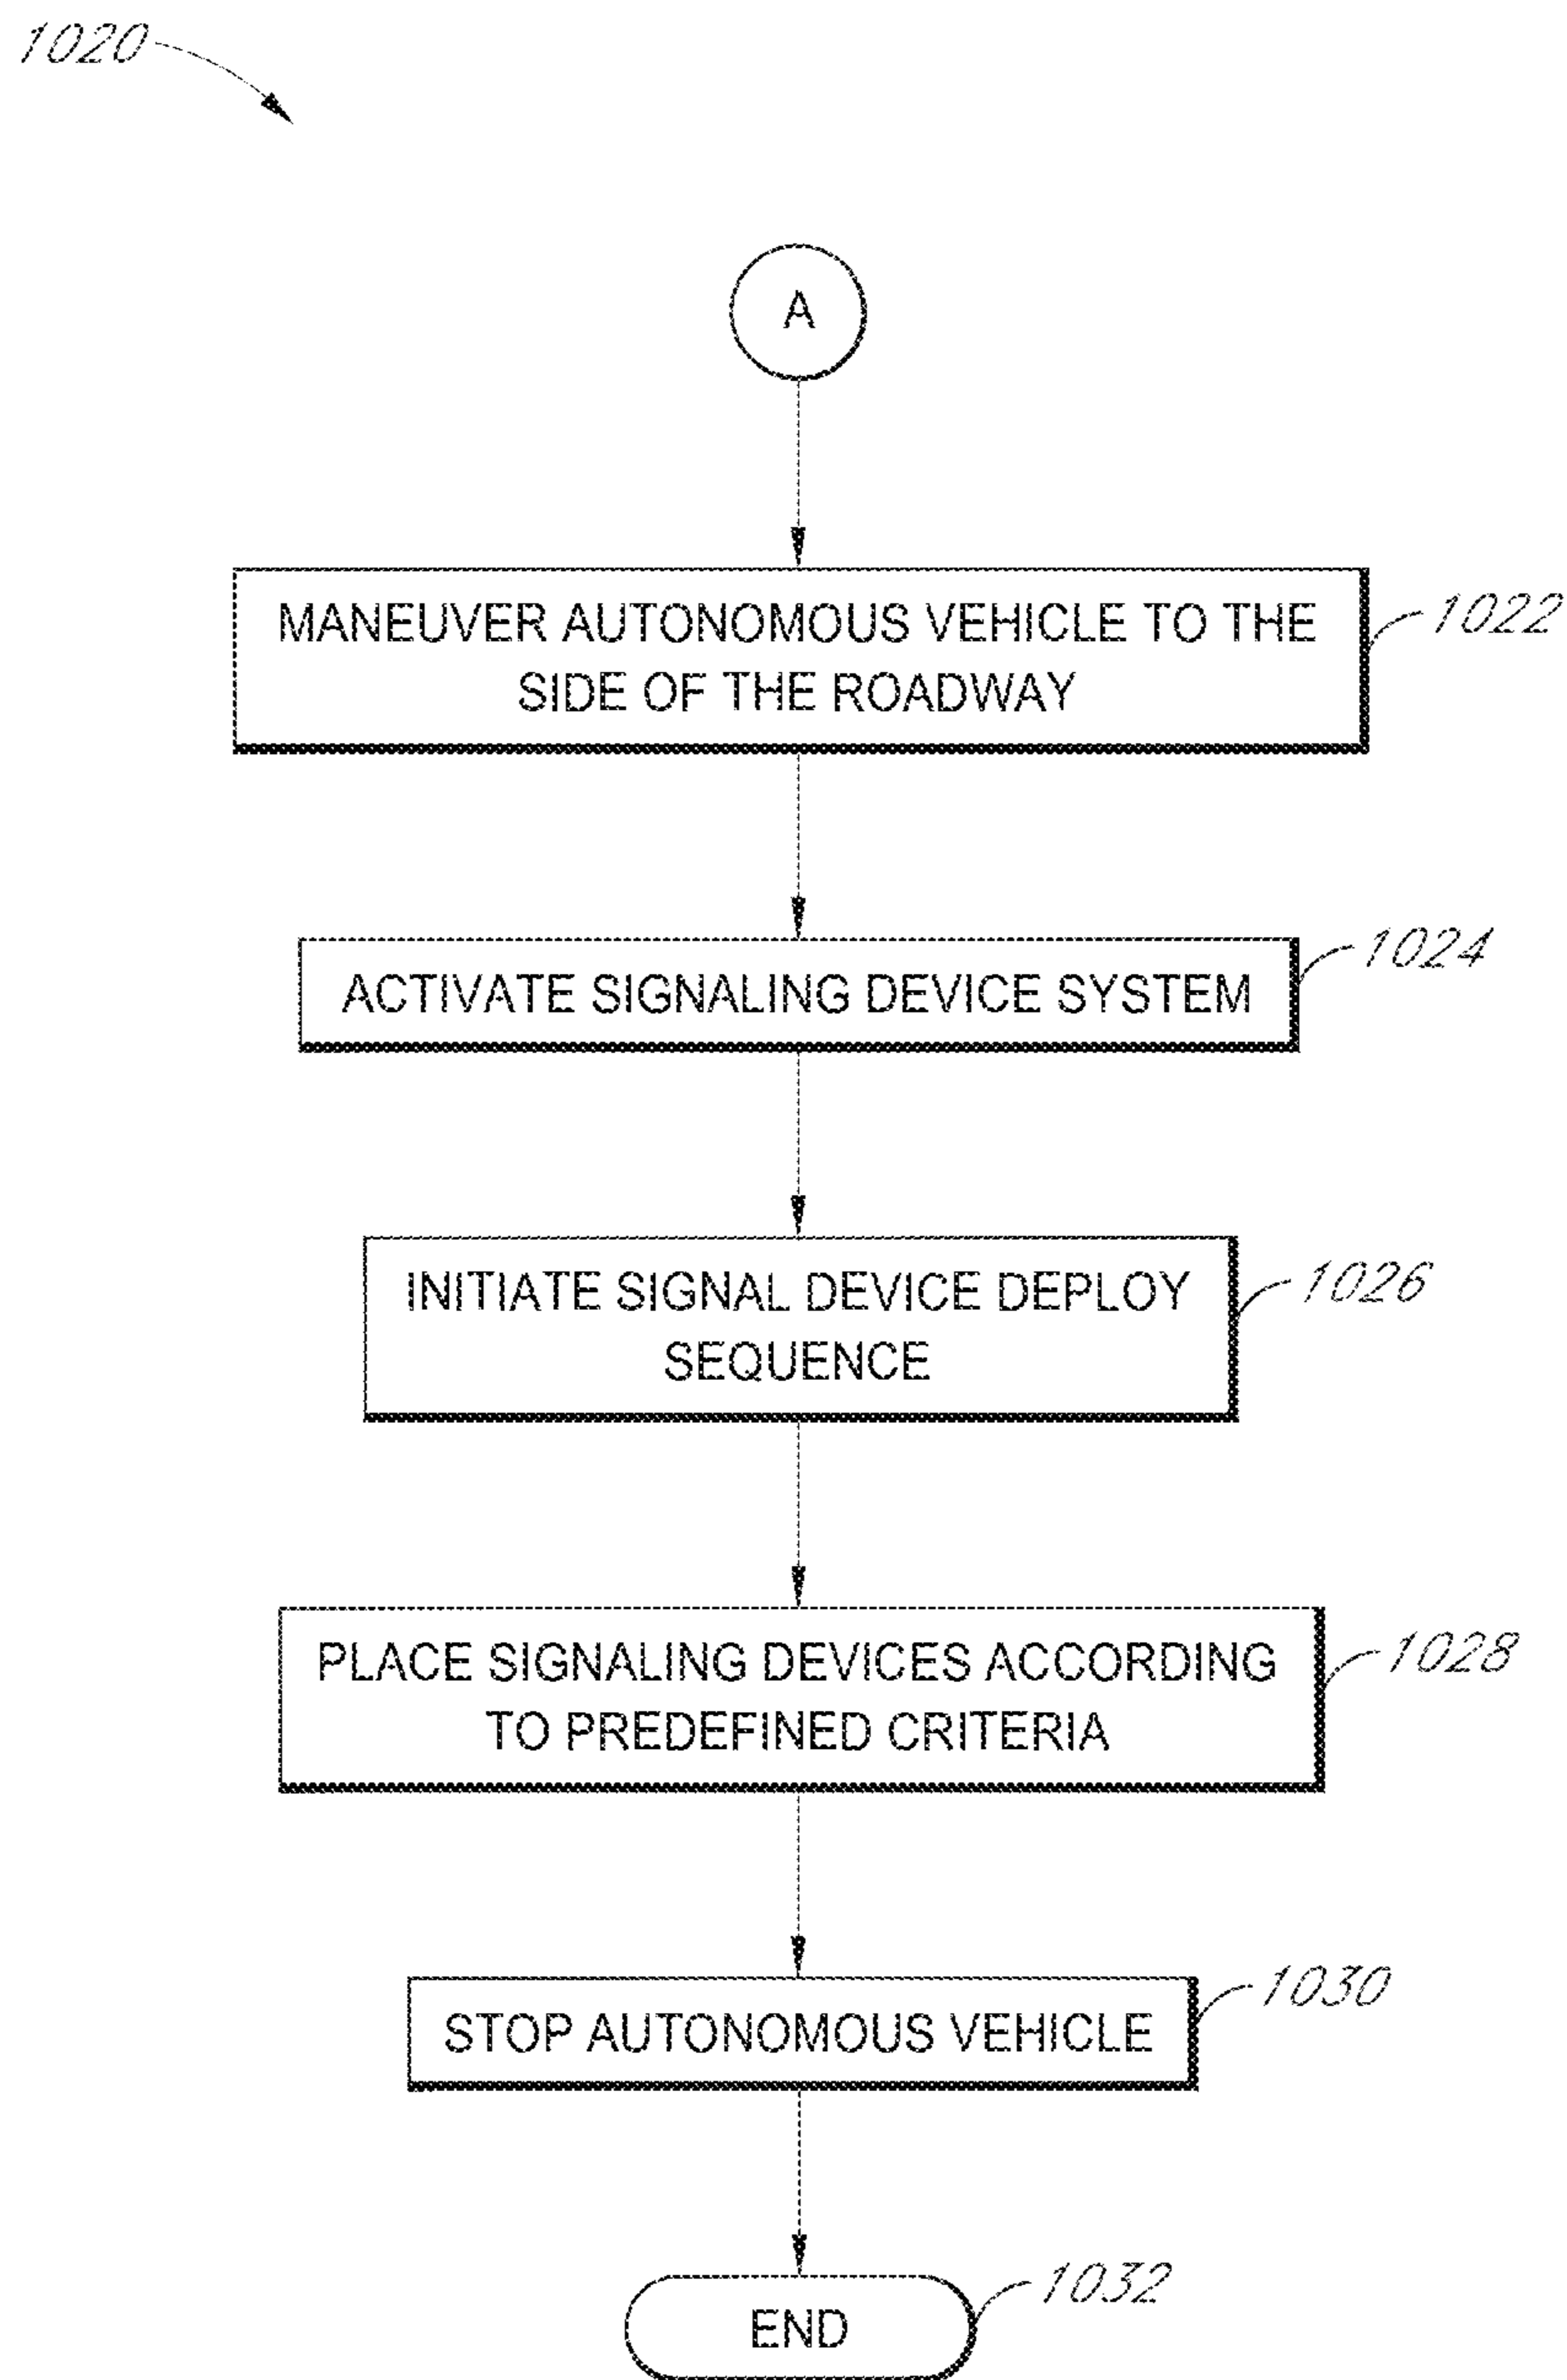 1020
A
MANEUVER AUTONOMOUS VEHICLE TO THE
SIDE OF THE ROADWAY
1022
ACTIVATE SIGNALING DEVICE SYSTEM
1024
INITIATE SIGNAL DEVICE DEPLOY
SEQUENCE
1026
PLACE SIGNALING DEVICES ACCORDING
TO PREDEFINED CRITERIA
1028
STOP AUTONOMOUS VEHICLE
1030
END
1032